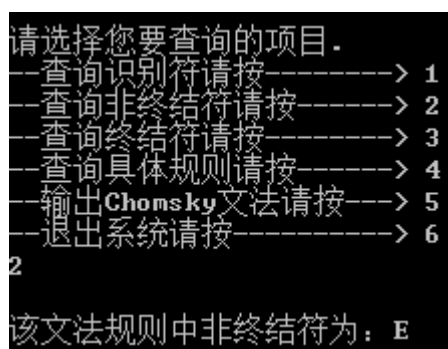 请选择您要查询的项目.
--查询识别符请按--------> 1
--查询非终结符请按------> 2
--查询终结符请按--------> 3
--查询具体规则请按------> 4
--输出Chomsky文法请按---> 5
--退出系统请按----------> 6
2
该文法规则中非终结符为: E